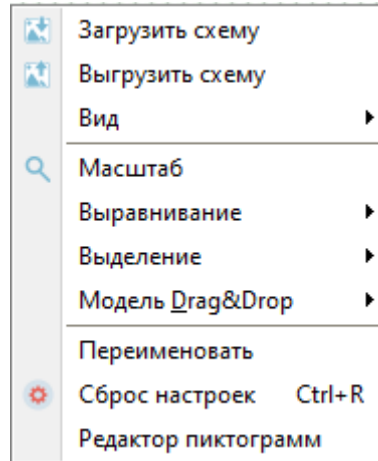 Загрузить схему
Выгрузить схему
Вид
Масштаб
Выравнивание
Выделение
Модель Drag&Drop
Переименовать
Сброс настроек Ctrl+R
Редактор пиктограмм